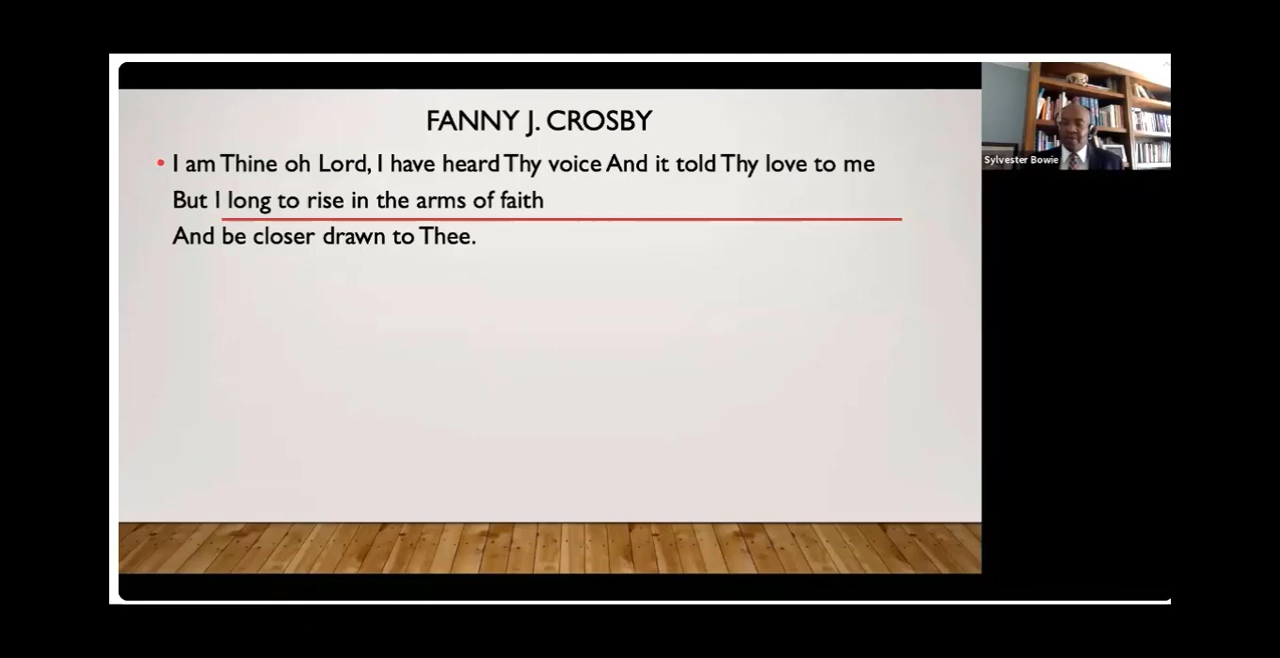 FANNY J. CROSBY
• I am Thine oh Lord, I have heard Thy voice And it told Thy love to me
But I long to rise in the arms of faith
And be closer drawn to Thee.
Sylvester Bowie